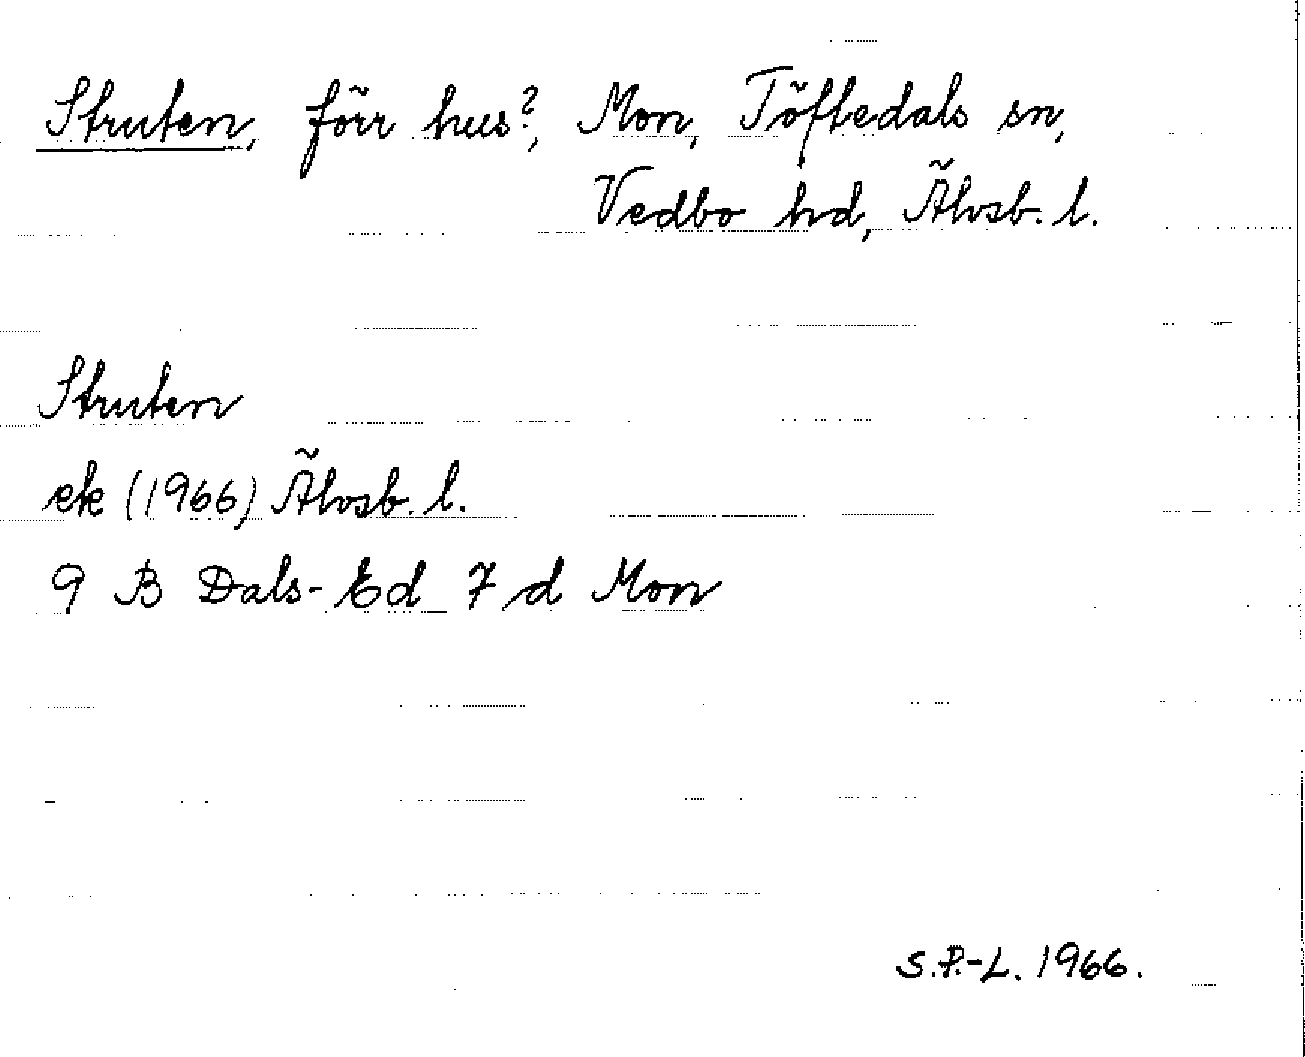 Struten, förr hus?, Mon, Töftedals sn,
Vedbo hd, Älvsb. l.
Struten
ek (1966) Älvsb. l.
9 B Dals-Ed 7 d Mon
S.P.-L. 1966.